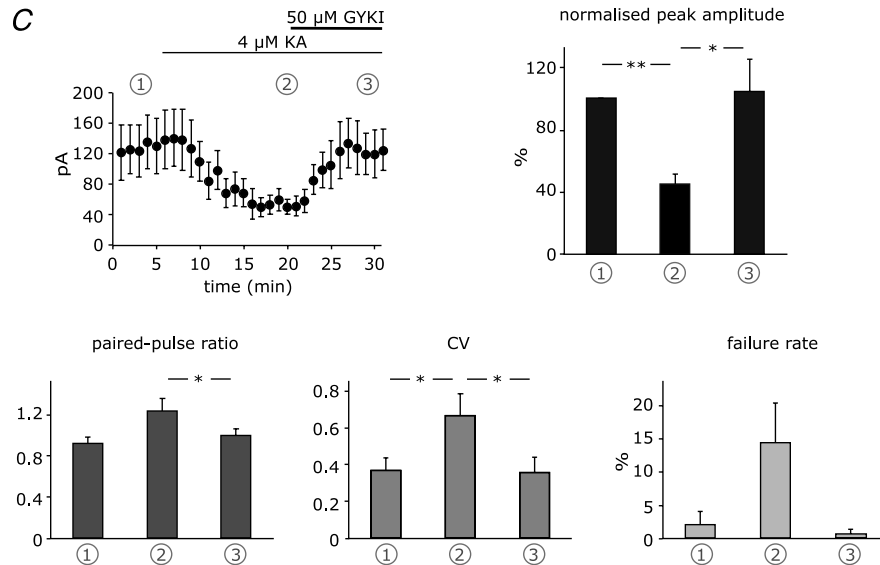 C
50 µM GYKI
4 µM KA
① ② ③
200
160
120
80
40
0
pA
0 5 10 15 20 25 30
time (min)
normalised peak amplitude
** *
120
80
40
0
%
① ② ③
paired-pulse ratio
*
1.2
0.8
0.4
0
① ② ③
CV
* *
0.8
0.6
0.4
0.2
0
① ② ③
failure rate
20
15
10
5
0
%
① ② ③